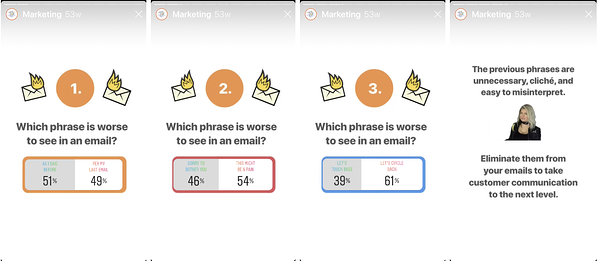 Marketing 53w
1.
Which phrase is worse
to see in an email?
AS I SAID
BEFORE
51%
PER MY
LAST EMAIL
49%
Marketing 53w
2.
Which phrase is worse
to see in an email?
SORRY TO
BOTHER YOU
46%
THIS MIGHT
BE A PAIN
54%
Marketing 53w
3.
Which phrase is worse
to see in an email?
LET'S
TOUCH BASE
39%
LET'S CIRCLE
BACK
61%
Marketing 53w
The previous phrases are
unnecessary, cliché, and
easy to misinterpret.
Eliminate them from
your emails to take
customer communication
to the next level.